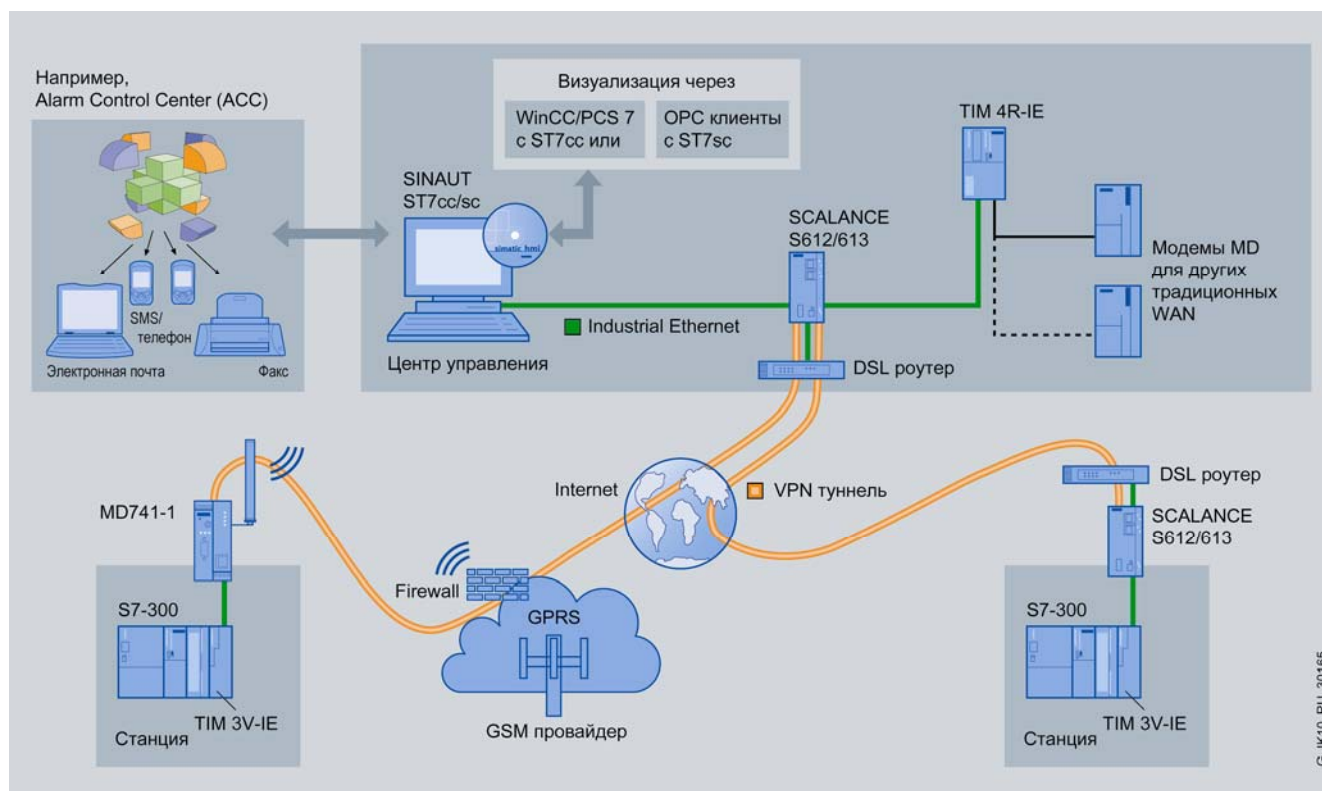 Например,
Alarm Control Center (ACC)
SMS/
телефон
Электронная почта
Факс
Визуализация через
WinCC/PCS 7
с ST7cc или
OPC клиенты
с ST7sc
SINAUT
ST7cc/sc
simatic hmi
Центр управления
Industrial Ethernet
SCALANCE
S612/613
DSL роутер
TIM 4R-IE
Модемы MD
для других
традиционных
WAN
MD741-1
S7-300
TIM 3V-IE
Станция
Firewall
GPRS
GSM провайдер
Internet
VPN туннель
DSL роутер
SCALANCE
S612/613
S7-300
TIM 3V-IE
Станция
G_IK10_RU_30165